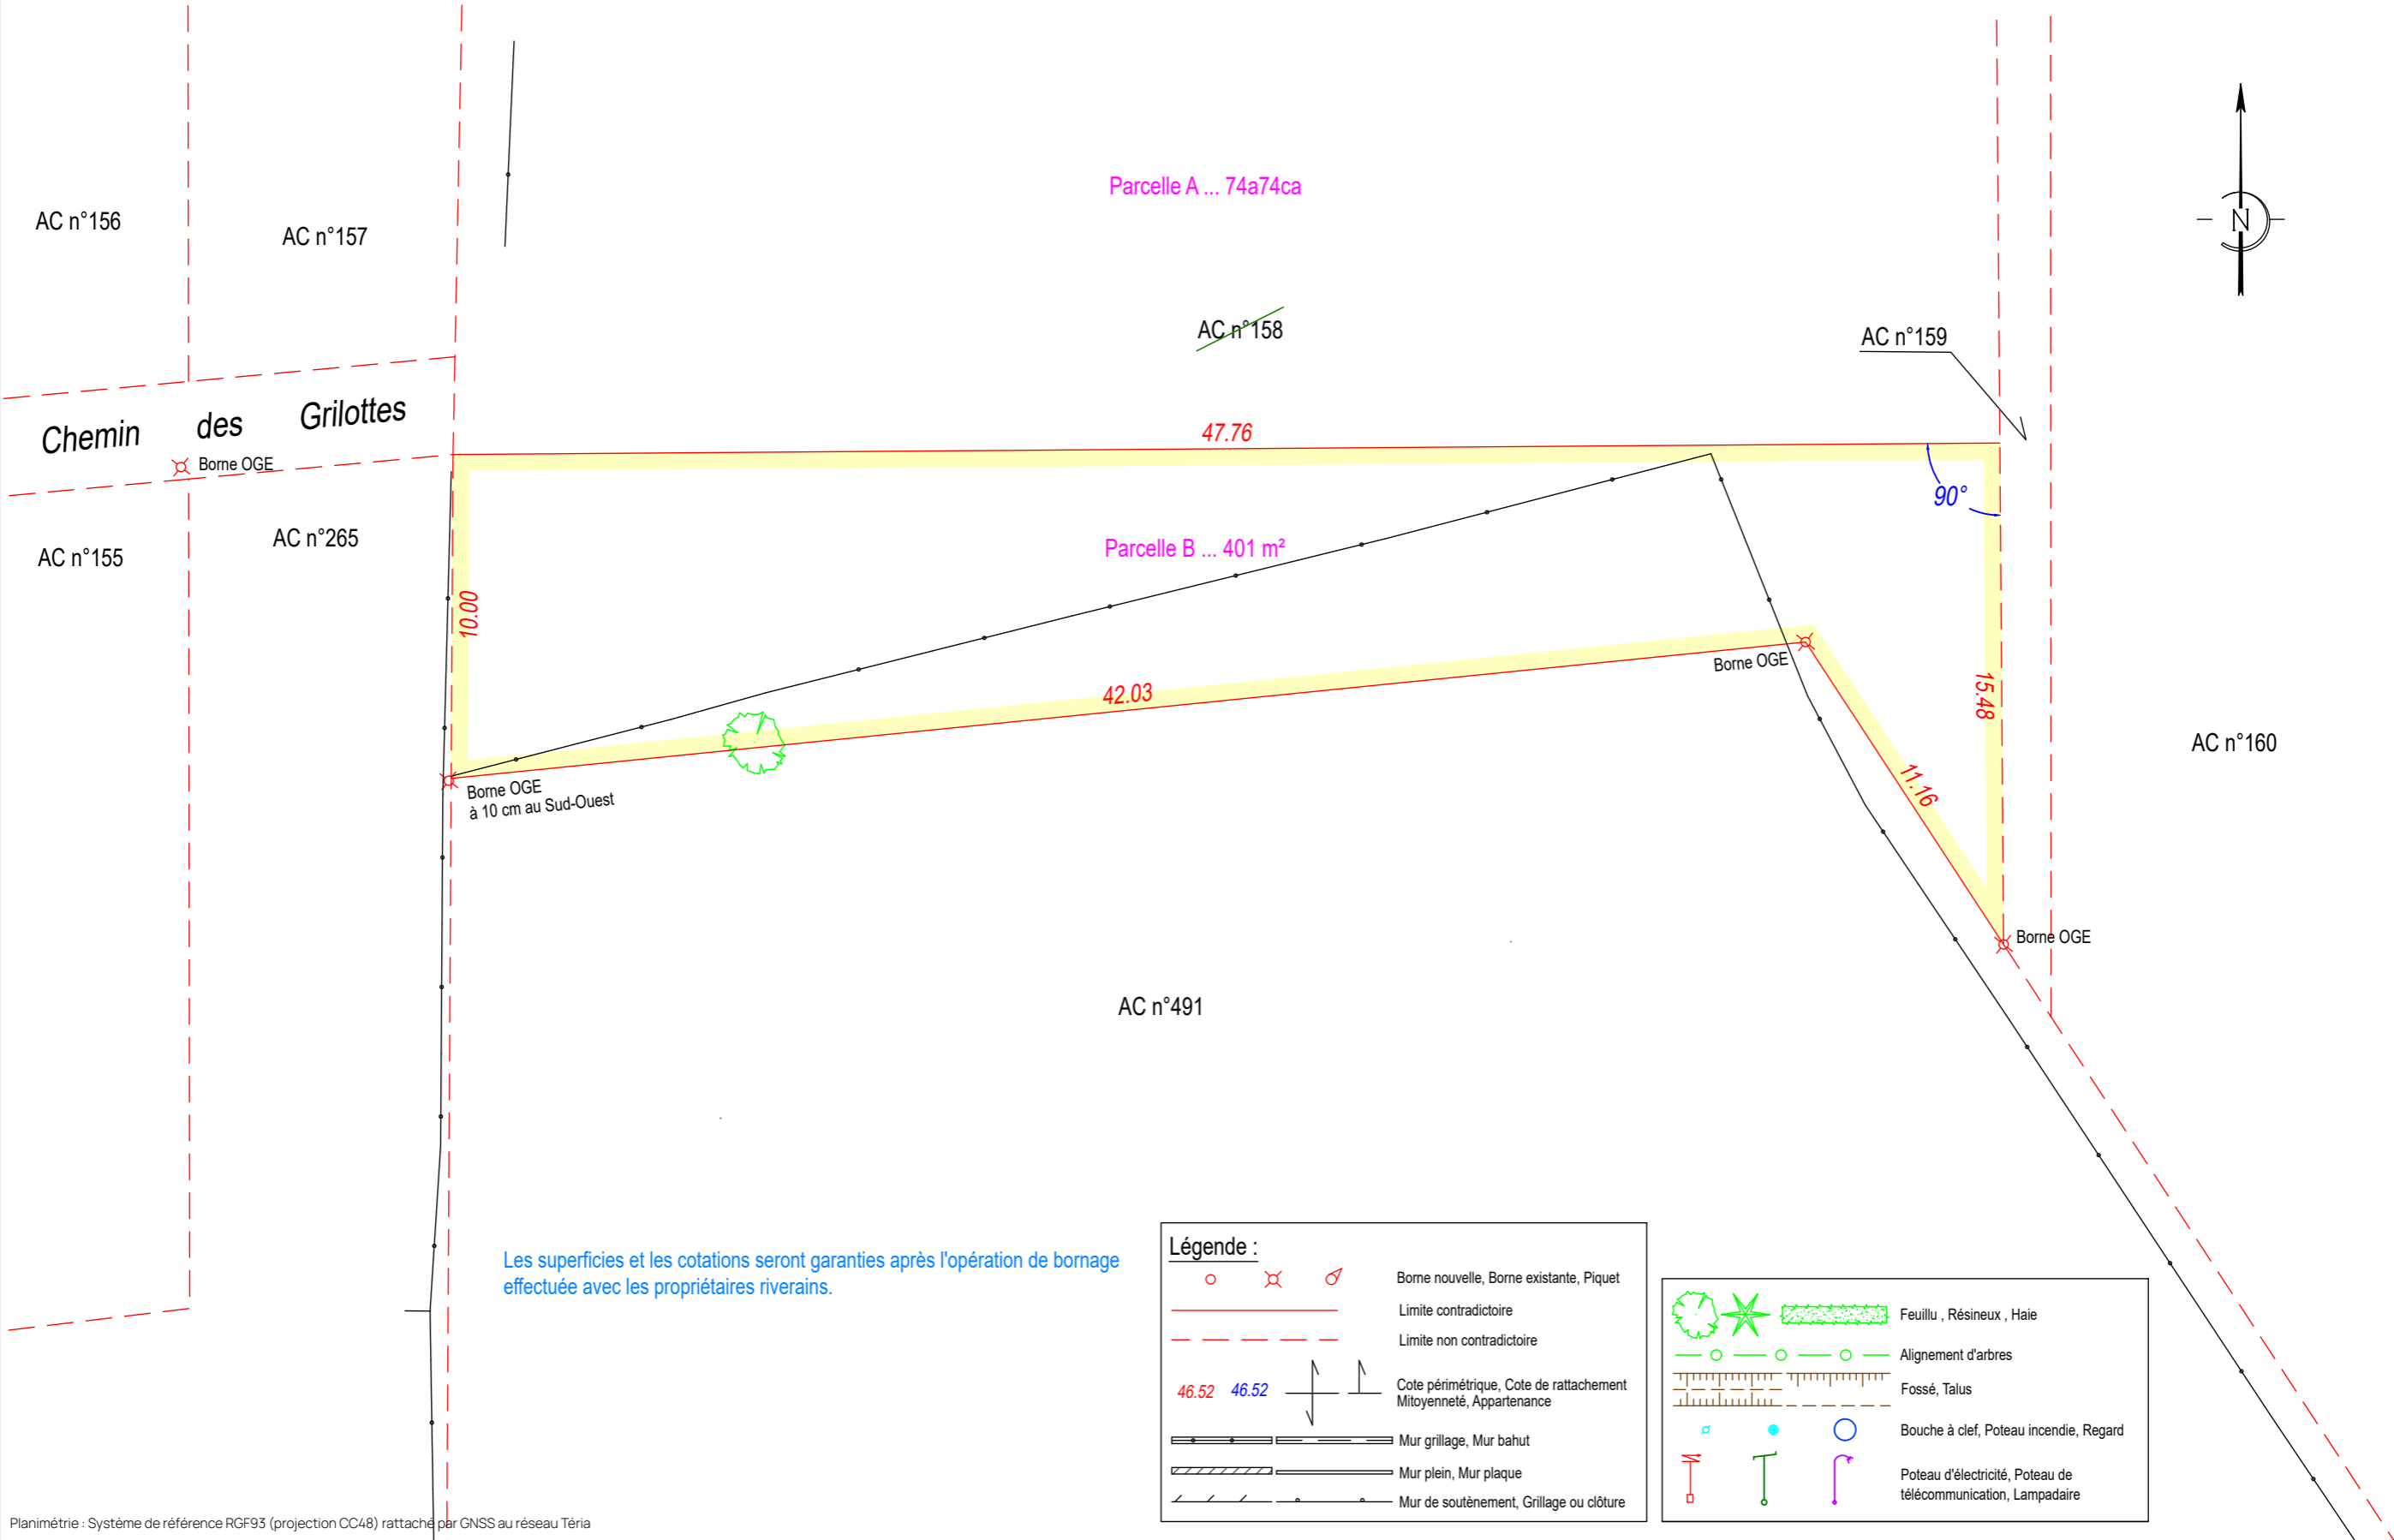 Parcelle A ... 74a74ca
AC n°156
AC n°157
N
AC n°158
AC n°159
Chemin des Grilottes
47.76
Borne OGE
90°
AC n°265
AC n°155
Parcelle B ... 401 m²
10.00
Borne OGE
42.03
15.48
AC n°160
11.16
Borne OGE
à 10 cm au Sud-Ouest
Borne OGE
AC n°491
Les superficies et les cotations seront garanties après l'opération de bornage
effectuée avec les propriétaires riverains.
Légende :
Borne nouvelle, Borne existante, Piquet
Limite contradictoire
Limite non contradictoire
46.52 46.52
Cote périmétrique, Cote de rattachement
Mitoyenneté, Appartenance
Mur grillage, Mur bahut
Mur plein, Mur plaque
Mur de soutènement, Grillage ou clôture
Feuillu , Résineux , Haie
Alignement d'arbres
Fossé, Talus
Bouche à clef, Poteau incendie, Regard
Poteau d'électricité, Poteau de
télécommunication, Lampadaire
Planimétrie : Système de référence RGF93 (projection CC48) rattaché par GNSS au réseau Téria